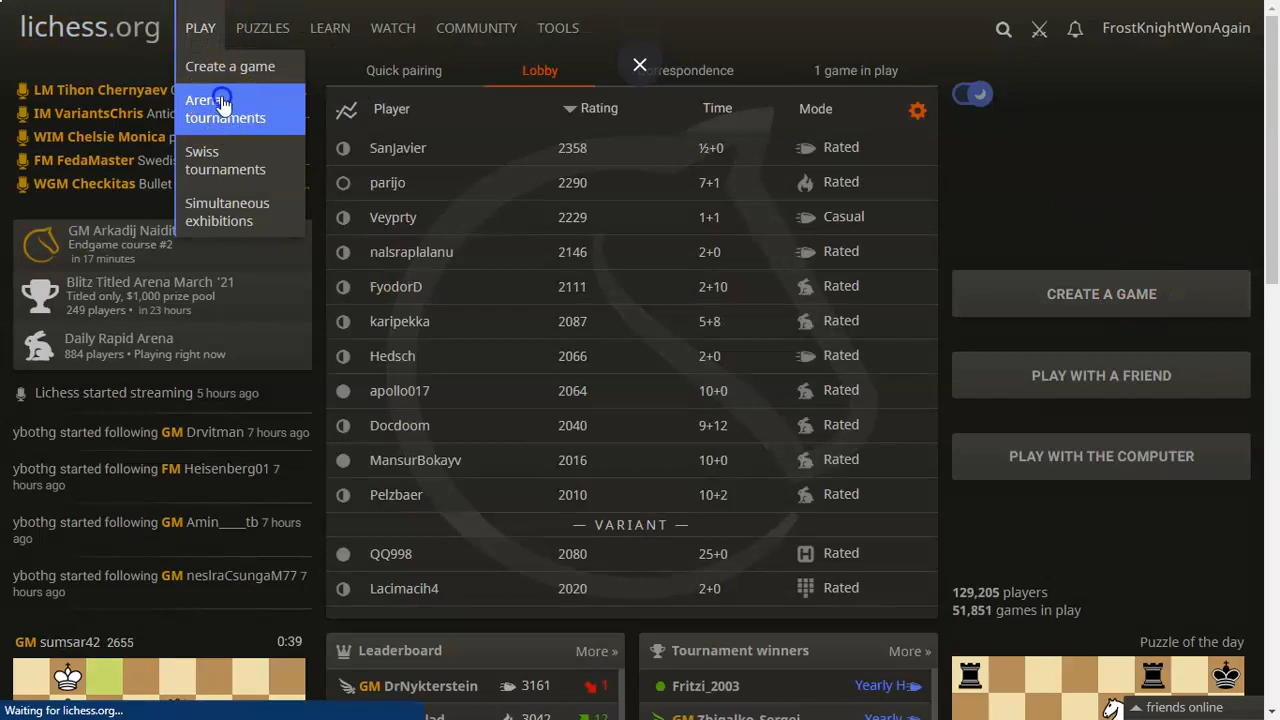 lichess.org
PLAY PUZZLES LEARN WATCH COMMUNITY TOOLS
FrostKnightWonAgain
Create a game
tournaments
Swiss
tournaments
Simultaneous
exhibitions
LM Tihon Chernyaev
IM VariantsChris
WIM Chelsie Monica
FM FedaMaster
WGM Checkitas Bullet
GM Arkadij
Endgame course #2
in 17 minutes
Blitz Titled Arena March '21
Titled only, $1,000 prize pool
249 players • in 23 hours
Daily Rapid Arena
884 players • Playing right now
Lichess started streaming 5 hours ago
ybothg started following GM Drvitman 7 hours ago
ybothg started following FM Heisenberg01 7
hours ago
ybothg started following GM Amin____tb 7 hours
ago
ybothg started following GM neslraCsungaM77 7
hours ago
GM sumsar42 2655 0:39
Quick pairing Lobby 1 game in play
Player Rating Time Mode
SanJavier 2358 ½+0 Rated
parijo 2290 7+1 Rated
Veyprty 2229 1+1 Casual
nalsraplalanu 2146 2+0 Rated
FyodorD 2111 2+10 Rated
karipekka 2087 5+8 Rated
Hedsch 2066 2+0 Rated
apollo017 2064 10+0 Rated
Docdoom 2040 9+12 Rated
MansurBokayv 2016 10+0 Rated
Pelzbaer 2010 10+2 Rated
— VARIANT —
QQ998 2080 25+0 Rated
Lacimacih4 2020 2+0 Rated
Leaderboard More »
GM DrNykterstein 3161 1
3042 12
Tournament winners More »
Fritzi_2003 Yearly
GM Zhigalko_Sergei Yearly
CREATE A GAME
PLAY WITH A FRIEND
PLAY WITH THE COMPUTER
129,205 players
51,851 games in play
Puzzle of the day
friends online
Waiting for lichess.org...